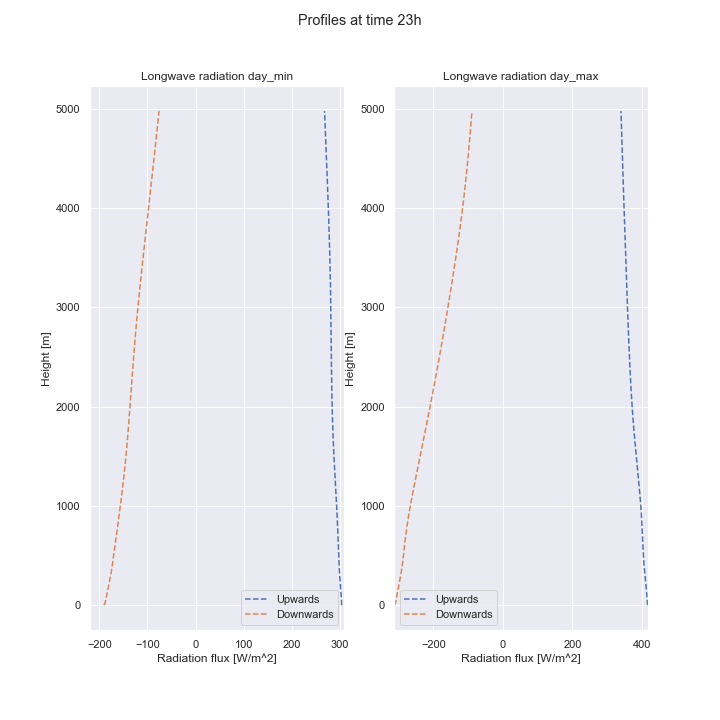 Profiles at time 23h
Longwave radiation day_min
5000
4000
3000
2000
1000
0
Height [m]
−200 −100 0 100 200 300
Radiation flux [W/m^2]
Upwards
Downwards
Longwave radiation day_max
5000
4000
3000
2000
1000
0
Height [m]
−200 0 200 400
Radiation flux [W/m^2]
Upwards
Downwards